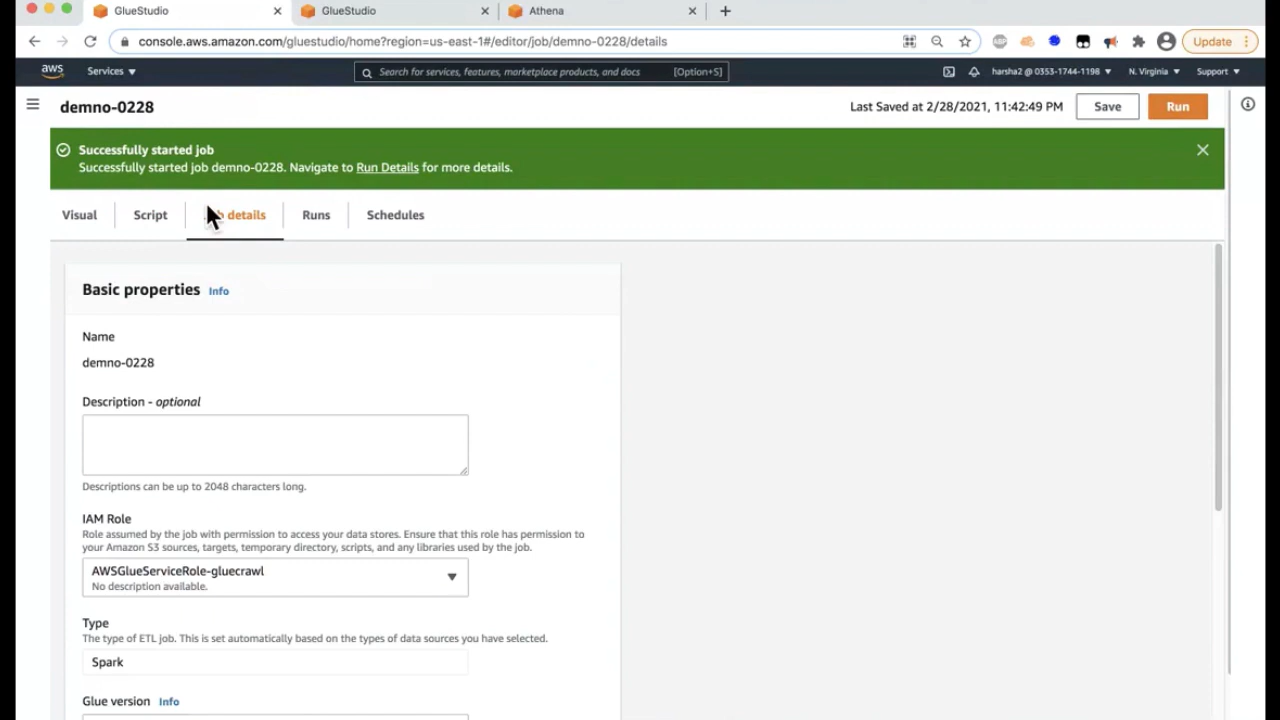 GlueStudio
GlueStudio
Athena
console.aws.amazon.com/gluestudio/home?region=us-east-1#/editor/job/demno-0228/details
ABP
Update
aws
Services
Search for services, features, marketplace products, and docs
[Option+S]
harsha2 @ 0353-1744-1198
N. Virginia
Support
demno-0228
Last Saved at 2/28/2021, 11:42:49 PM
Save
Run
Successfully started job
Successfully started job demno-0228. Navigate to Run Details for more details.
Visual
Script
b details
Runs
Schedules
Basic properties Info
Name
demno-0228
Description - optional
Descriptions can be up to 2048 characters long.
IAM Role
Role assumed by the job with permission to access your data stores. Ensure that this role has permission to
your Amazon S3 sources, targets, temporary directory, scripts, and any libraries used by the job.
AWSGlueServiceRole-gluecrawl
No description available.
Type
The type of ETL job. This is set automatically based on the types of data sources you have selected.
Spark
Glue version Info